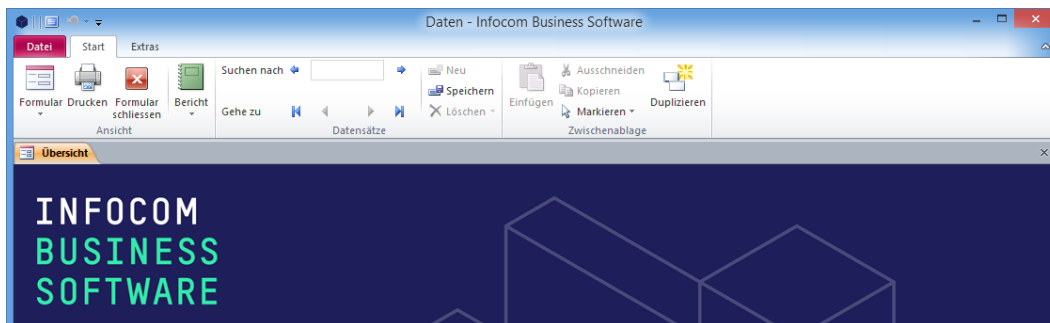 Daten - Infocom Business Software
Datei Start Extras
Suchen nach Neu Ausschneiden
Speichern Kopieren
Formular Drucken Formular schliessen Bericht Gehe zu Löschen Einfügen Markieren Duplizieren
Ansicht Datensätze Zwischenablage
Übersicht
INFOCOM
BUSINESS
SOFTWARE